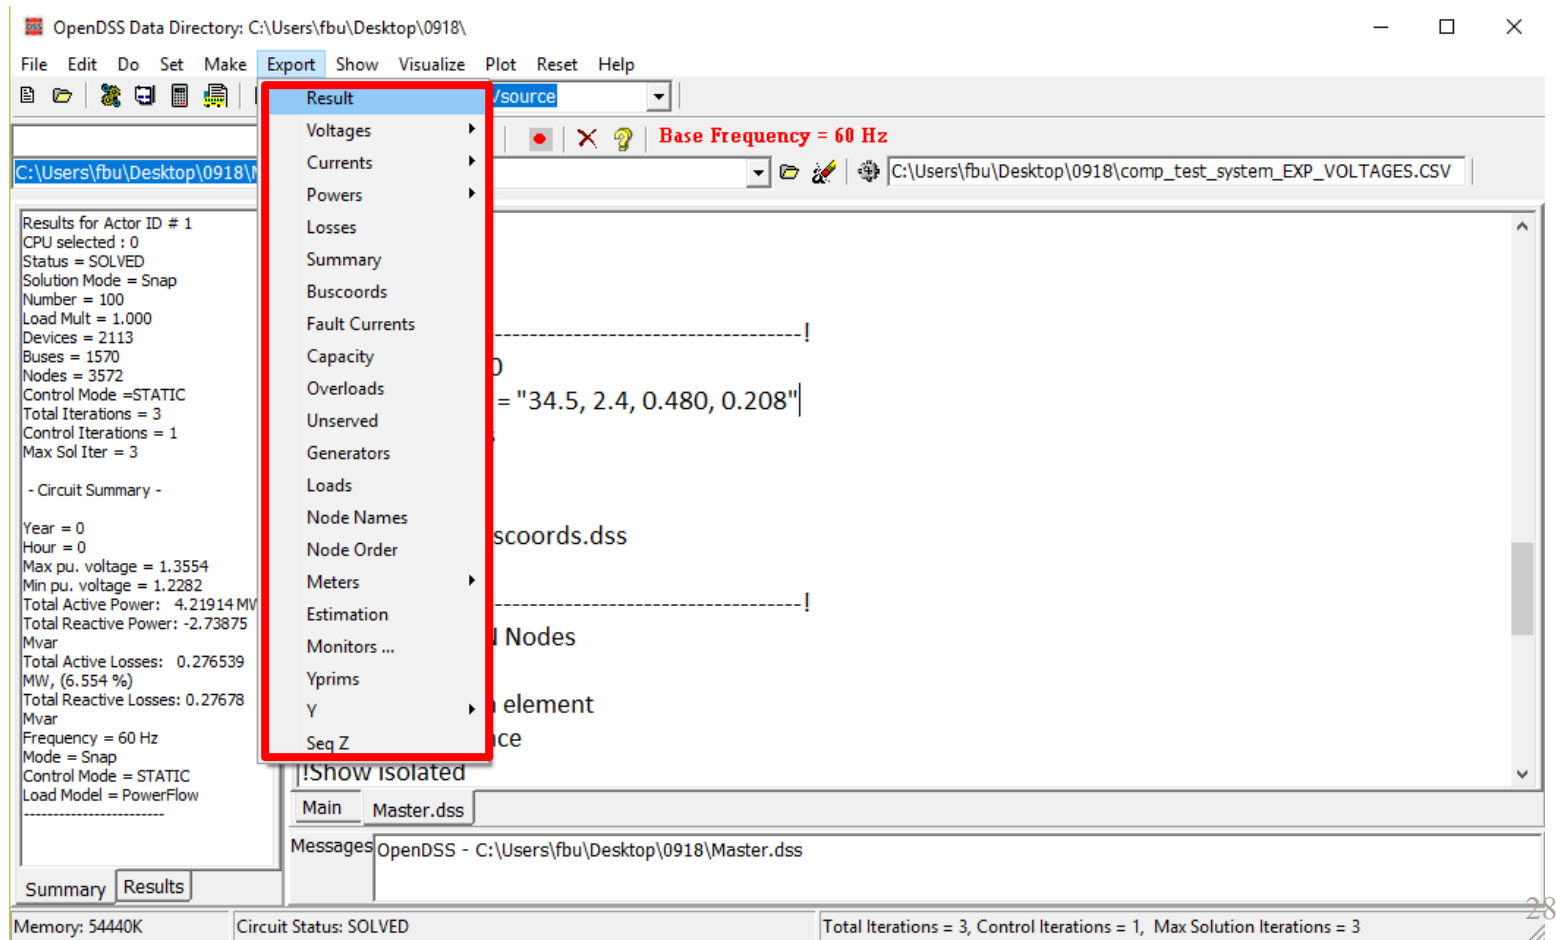 OpenDSS Data Directory: C:\Users\fbu\Desktop\0918\
File Edit Do Set Make Export Show Visualize Plot Reset Help
/source
Base Frequency = 60 Hz
C:\Users\fbu\Desktop\0918\
C:\Users\fbu\Desktop\0918\comp_test_system_EXP_VOLTAGES.CSV
Result
Voltages
Currents
Powers
Losses
Summary
Buscoords
Fault Currents
Capacity
Overloads
Unserved
Generators
Loads
Node Names
Node Order
Meters
Estimation
Monitors ...
Yprims
Y
Seq Z
Results for Actor ID # 1
CPU selected : 0
Status = SOLVED
Solution Mode = Snap
Number = 100
Load Mult = 1.000
Devices = 2113
Buses = 1570
Nodes = 3572
Control Mode =STATIC
Total Iterations = 3
Control Iterations = 1
Max Sol Iter = 3
- Circuit Summary -
Year = 0
Hour = 0
Max pu. voltage = 1.3554
Min pu. voltage = 1.2282
Total Active Power: 4.21914 MW
Total Reactive Power: -2.73875
Mvar
Total Active Losses: 0.276539
MW, (6.554 %)
Total Reactive Losses: 0.27678
Mvar
Frequency = 60 Hz
Mode = Snap
Control Mode = STATIC
Load Model = PowerFlow
------------------------
-----------------------------------!
= "34.5, 2.4, 0.480, 0.208"
scoords.dss
-----------------------------------!
Nodes
element
!Show isolated
Main Master.dss
Messages
OpenDSS - C:\Users\fbu\Desktop\0918\Master.dss
Summary Results
Memory: 54440K
Circuit Status: SOLVED
Total Iterations = 3, Control Iterations = 1, Max Solution Iterations = 3
28